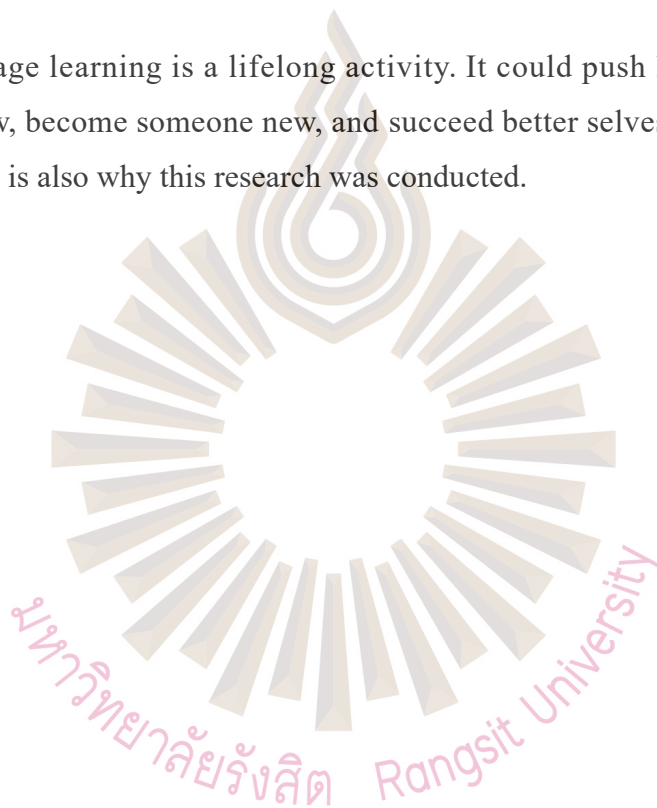 age learning is a lifelong activity. It could push
, become someone new, and succeed better selves
is also why this research was conducted.
มหาวิทยาลัยรังสิต Rangsit University